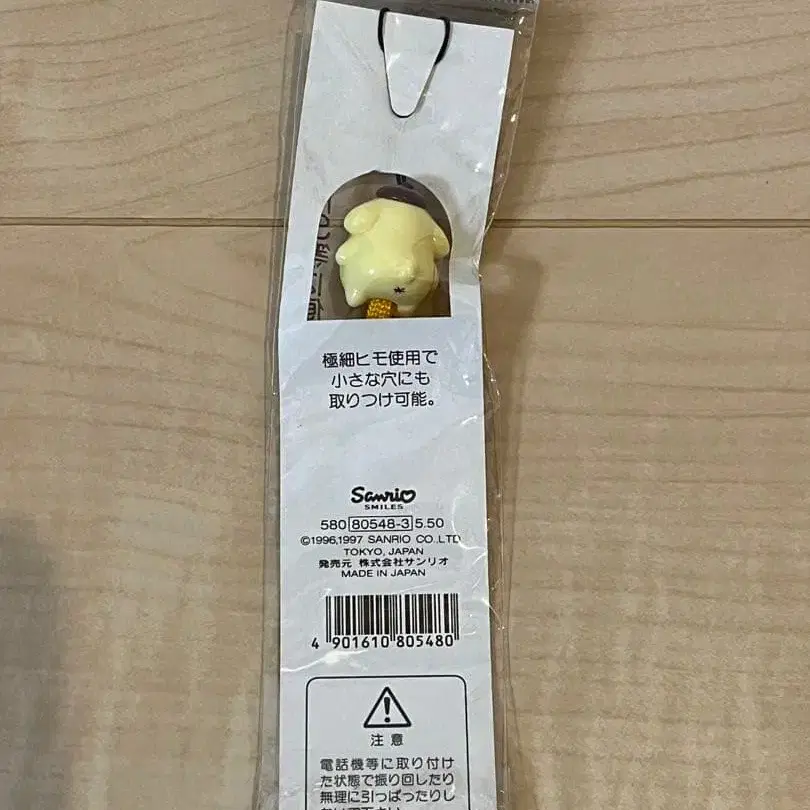 極細ヒモ使用で
小さな穴にも
取りつけ可能。
Sanrio
SMILES
580 80548-3 5.50
©1996,1997 SANRIO CO.,LTD.
TOKYO, JAPAN
発売元 株式会社サンリオ
MADE IN JAPAN
4 901610 805480
注意
電話機等に取り付け
た状態で振り回したり
無理に引っぱったりし